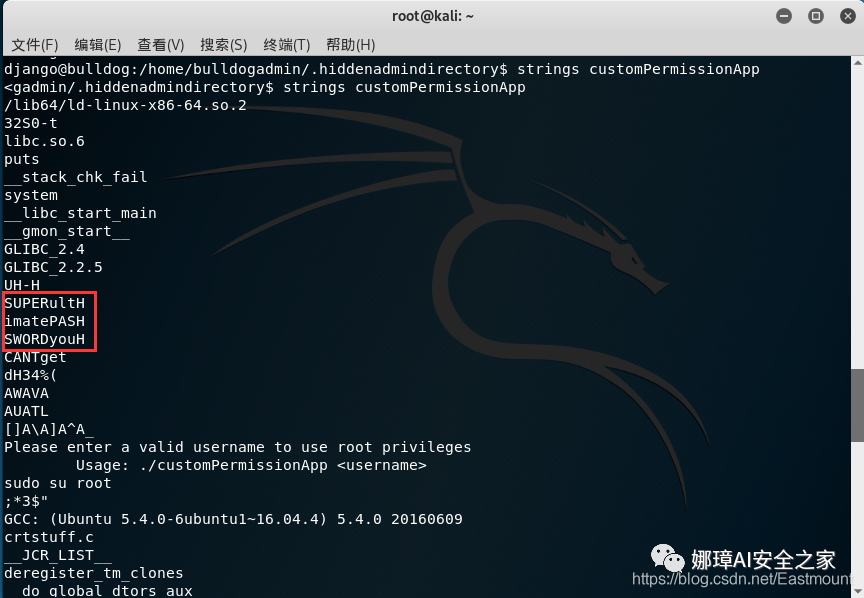 root@kali: ~
文件(F) 编辑(E) 查看(V) 搜索(S) 终端(T) 帮助(H)
django@bulldog:/home/bulldogadmin/.hiddenadmindirectory$ strings customPermissionApp
<gadmin/.hiddenadmindirectory$ strings customPermissionApp
/lib64/ld-linux-x86-64.so.2
32S0-t
libc.so.6
puts
__stack_chk_fail
system
__libc_start_main
__gmon_start__
GLIBC_2.4
GLIBC_2.2.5
UH-H
SUPERultH
imatePASH
SWORDyouH
CANTget
dH34%(
AWAVA
AUATL
[]A\A]A^A_
Please enter a valid username to use root privileges
Usage: ./customPermissionApp <username>
sudo su root
;*3$"
GCC: (Ubuntu 5.4.0-6ubuntu1~16.04.4) 5.4.0 20160609
crtstuff.c
__JCR_LIST__
deregister_tm_clones
__do_global_dtors_aux
娜璋AI安全之家
https://blog.csdn.net/Eastmount